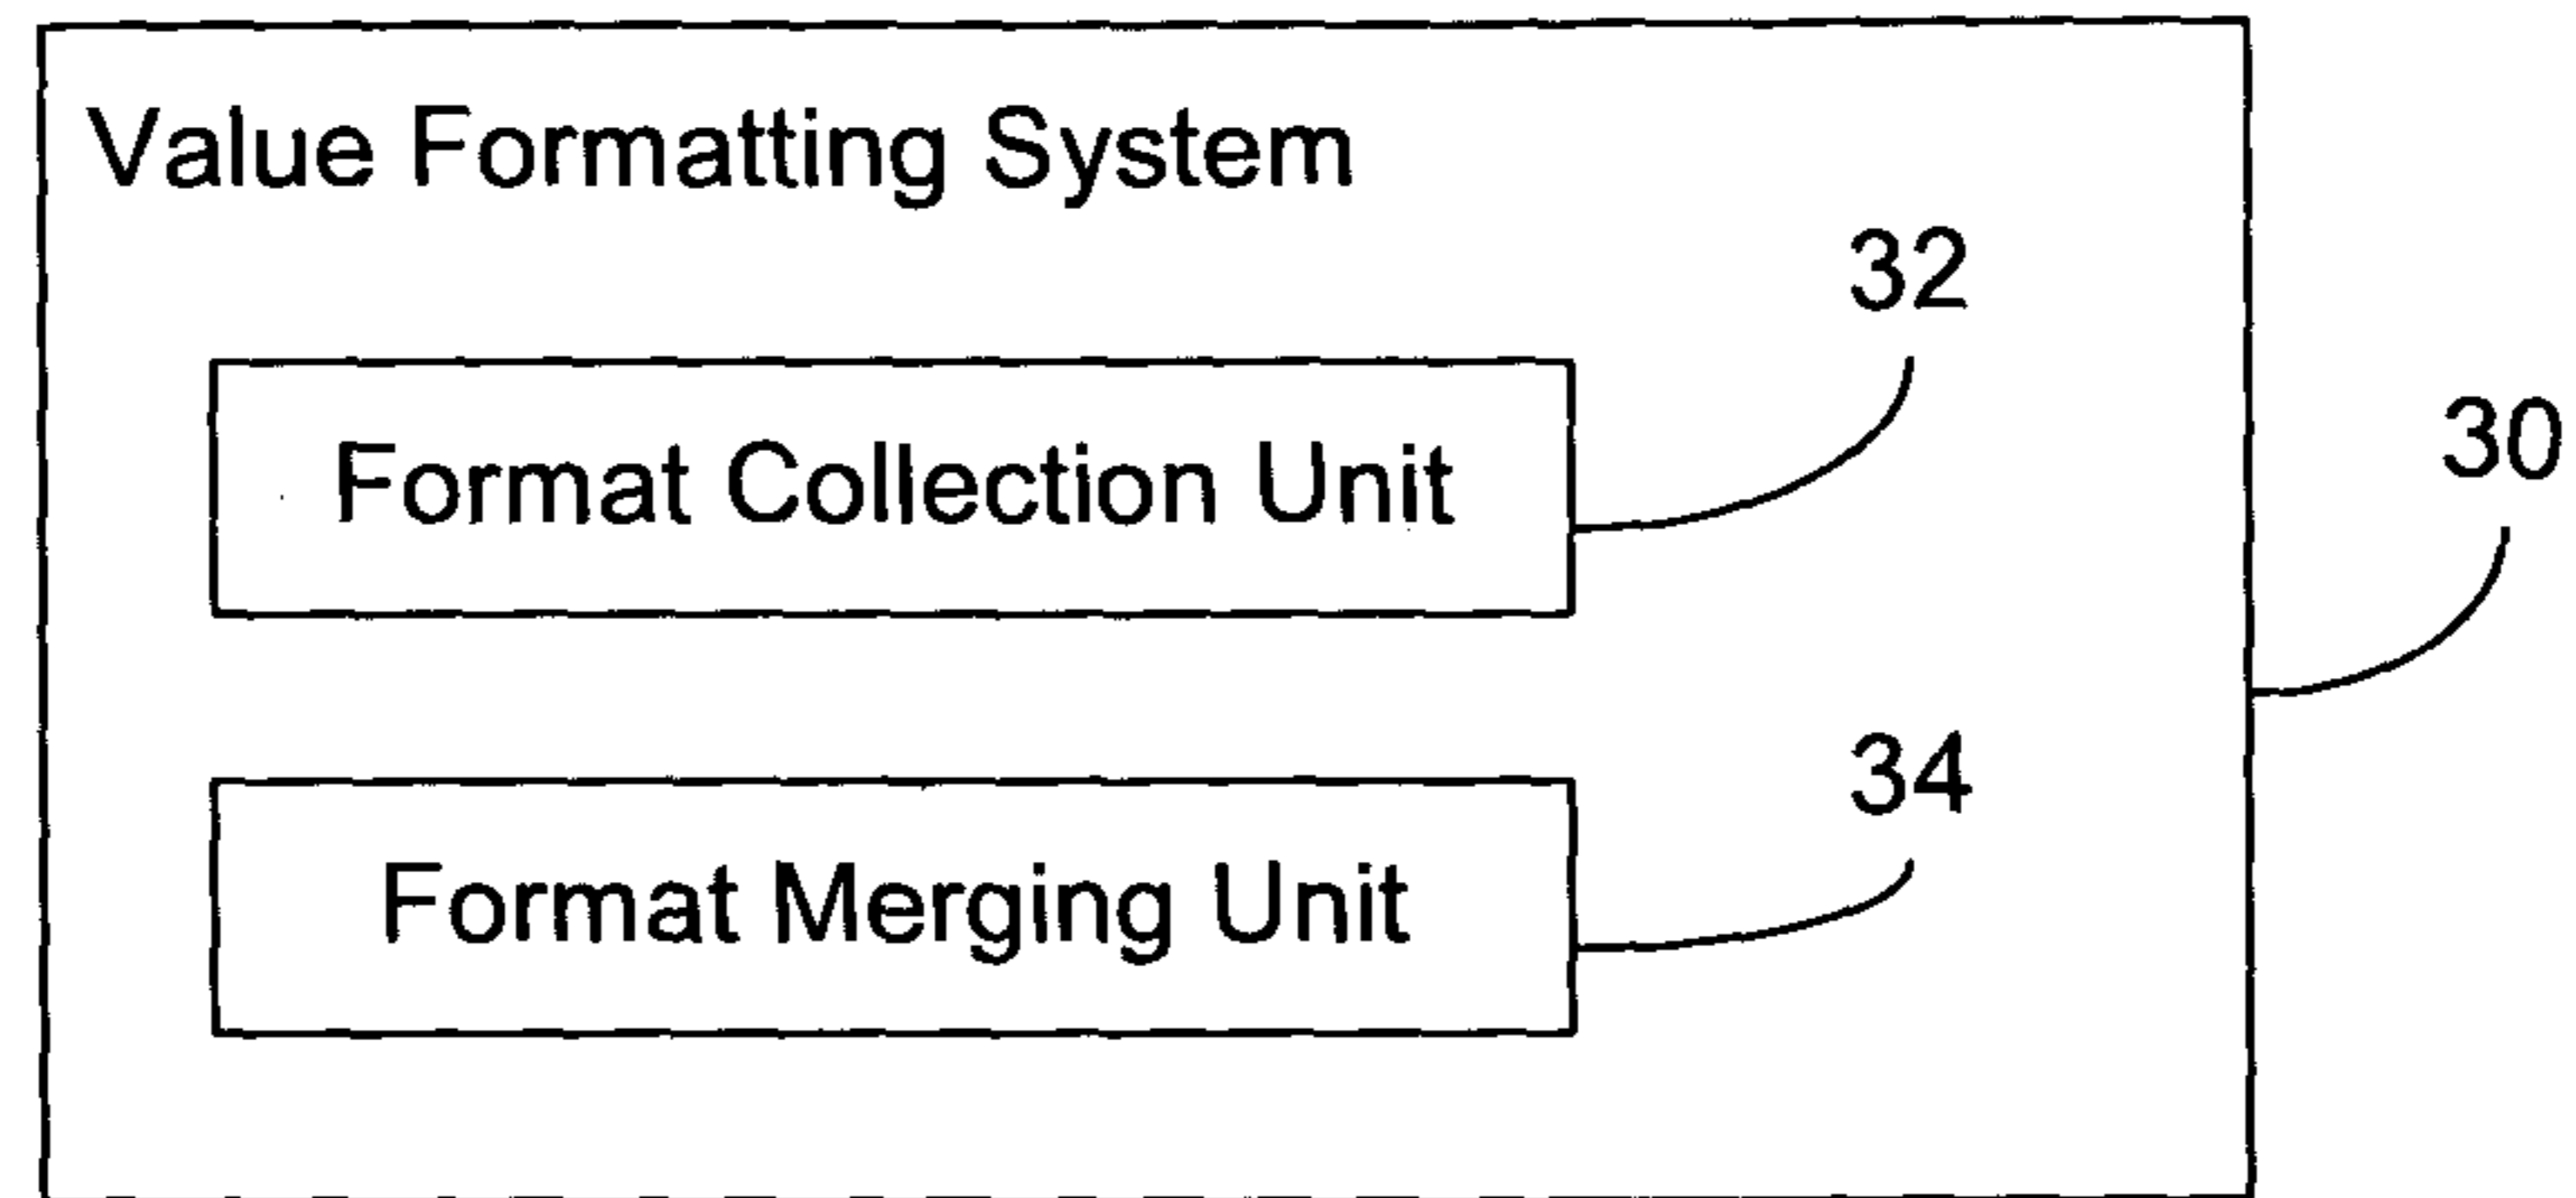 Value Formatting System
32
Format Collection Unit
30
34
Format Merging Unit